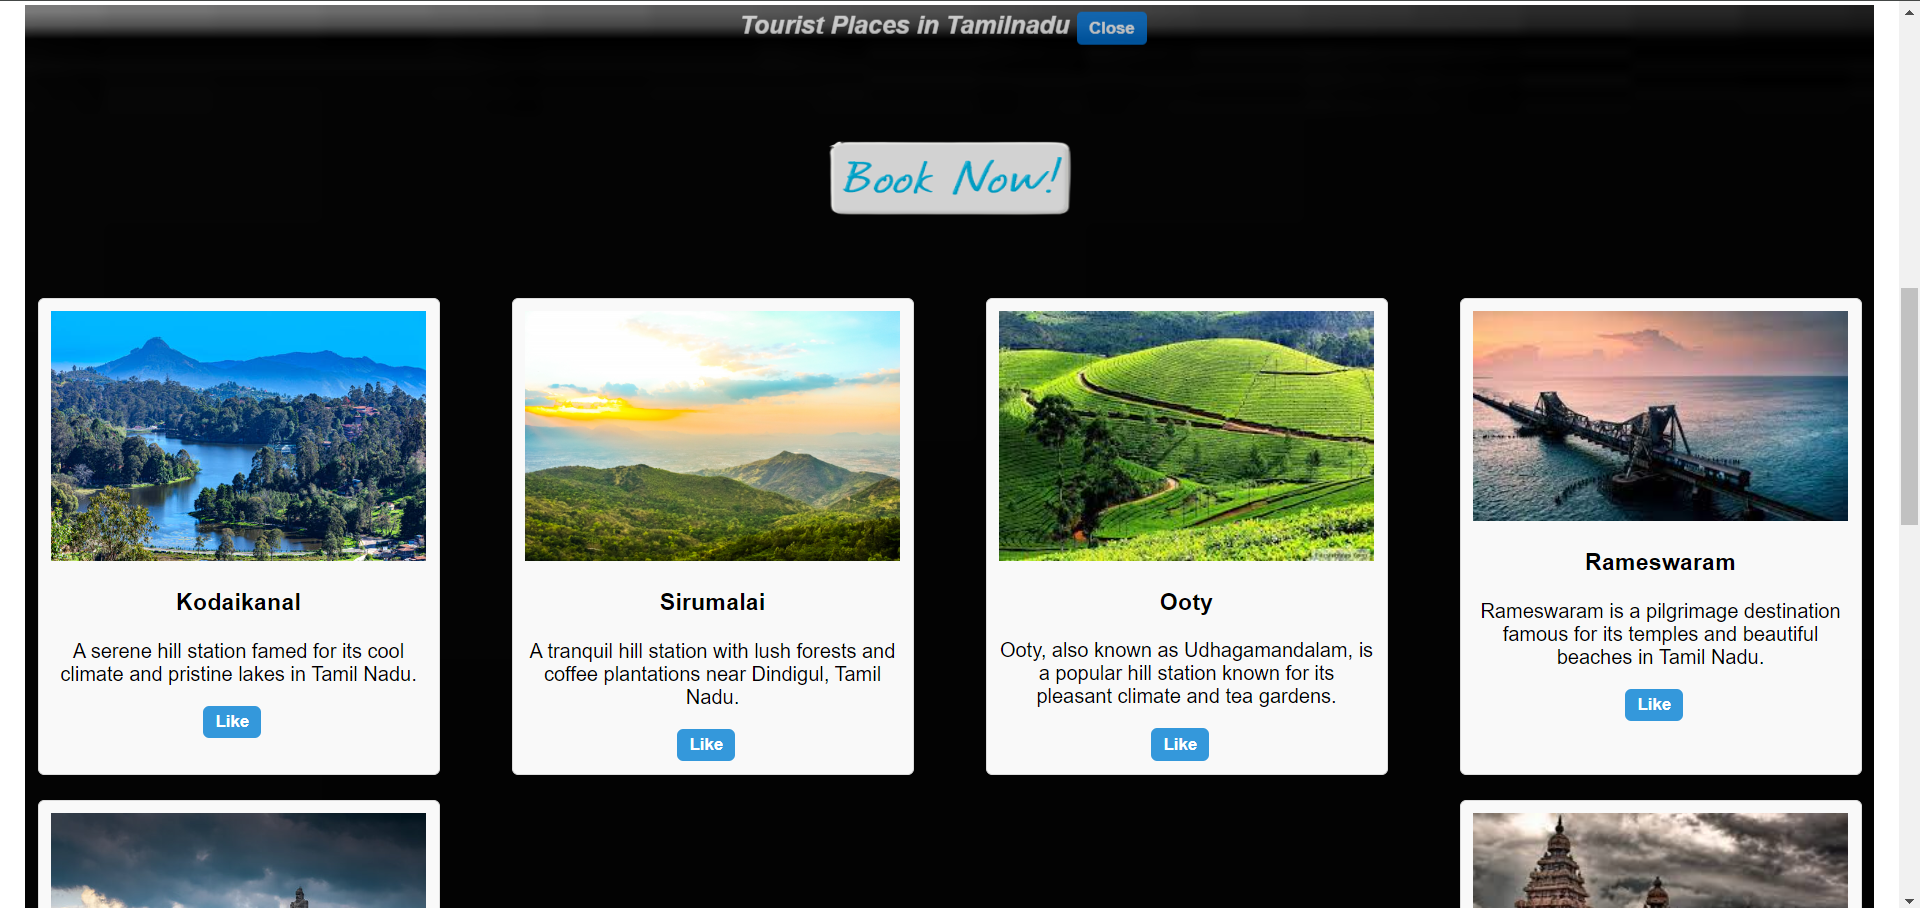 Tourist Places in Tamilnadu Close
Book Now!
Kodaikanal
A serene hill station famed for its cool
climate and pristine lakes in Tamil Nadu.
Like
Sirumalai
A tranquil hill station with lush forests and
coffee plantations near Dindigul, Tamil
Nadu.
Like
Ooty
Ooty, also known as Udhagamandalam, is
a popular hill station known for its
pleasant climate and tea gardens.
Like
Rameswaram
Rameswaram is a pilgrimage destination
famous for its temples and beautiful
beaches in Tamil Nadu.
Like